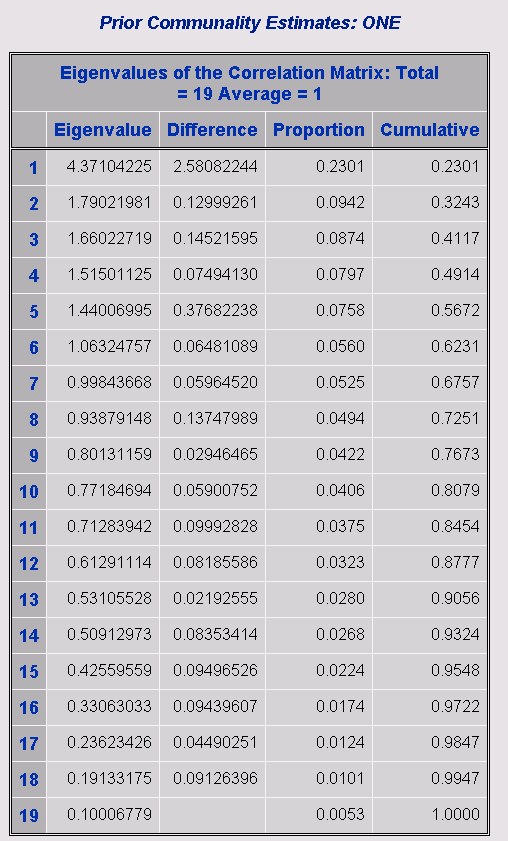 Prior Communality Estimates: ONE
Eigenvalues of the Correlation Matrix: Total
= 19 Average = 1
Eigenvalue Difference Proportion Cumulative
1 4.37104225 2.58082244 0.2301 0.2301
2 1.79021981 0.12999261 0.0942 0.3243
3 1.66022719 0.14521595 0.0874 0.4117
4 1.51501125 0.07494130 0.0797 0.4914
5 1.44006995 0.37682238 0.0758 0.5672
6 1.06324757 0.06481089 0.0560 0.6231
7 0.99843668 0.05964520 0.0525 0.6757
8 0.93879148 0.13747989 0.0494 0.7251
9 0.80131159 0.02946465 0.0422 0.7673
10 0.77184694 0.05900752 0.0406 0.8079
11 0.71283942 0.09992828 0.0375 0.8454
12 0.61291114 0.08185586 0.0323 0.8777
13 0.53105528 0.02192555 0.0280 0.9056
14 0.50912973 0.08353414 0.0268 0.9324
15 0.42559559 0.09496526 0.0224 0.9548
16 0.33063033 0.09439607 0.0174 0.9722
17 0.23623426 0.04490251 0.0124 0.9847
18 0.19133175 0.09126396 0.0101 0.9947
19 0.10006779 0.0053 1.0000